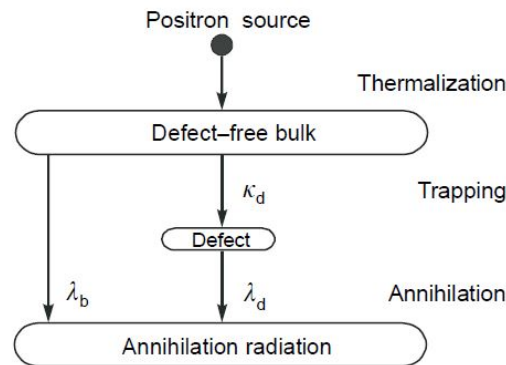 Positron source
Thermalization
Defect–free bulk
κd
Trapping
Defect
λb
λd
Annihilation
Annihilation radiation